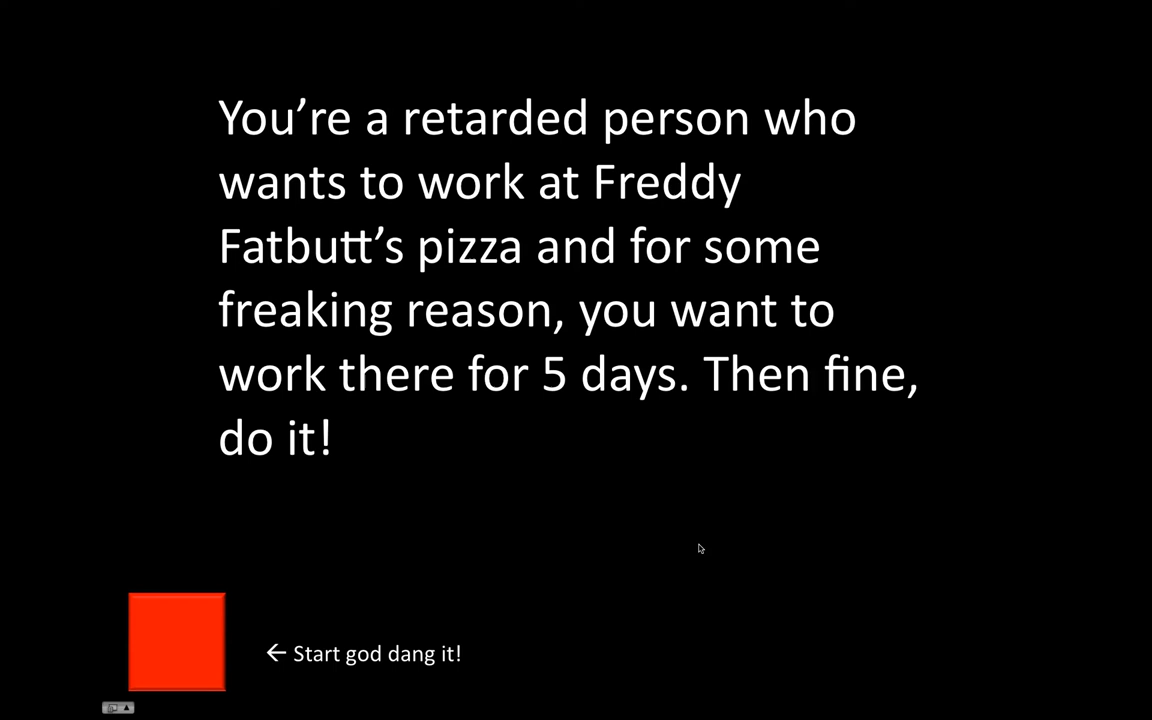 You’re a retarded person who
wants to work at Freddy
Fatbutt’s pizza and for some
freaking reason, you want to
work there for 5 days. Then fine,
do it!
← Start god dang it!